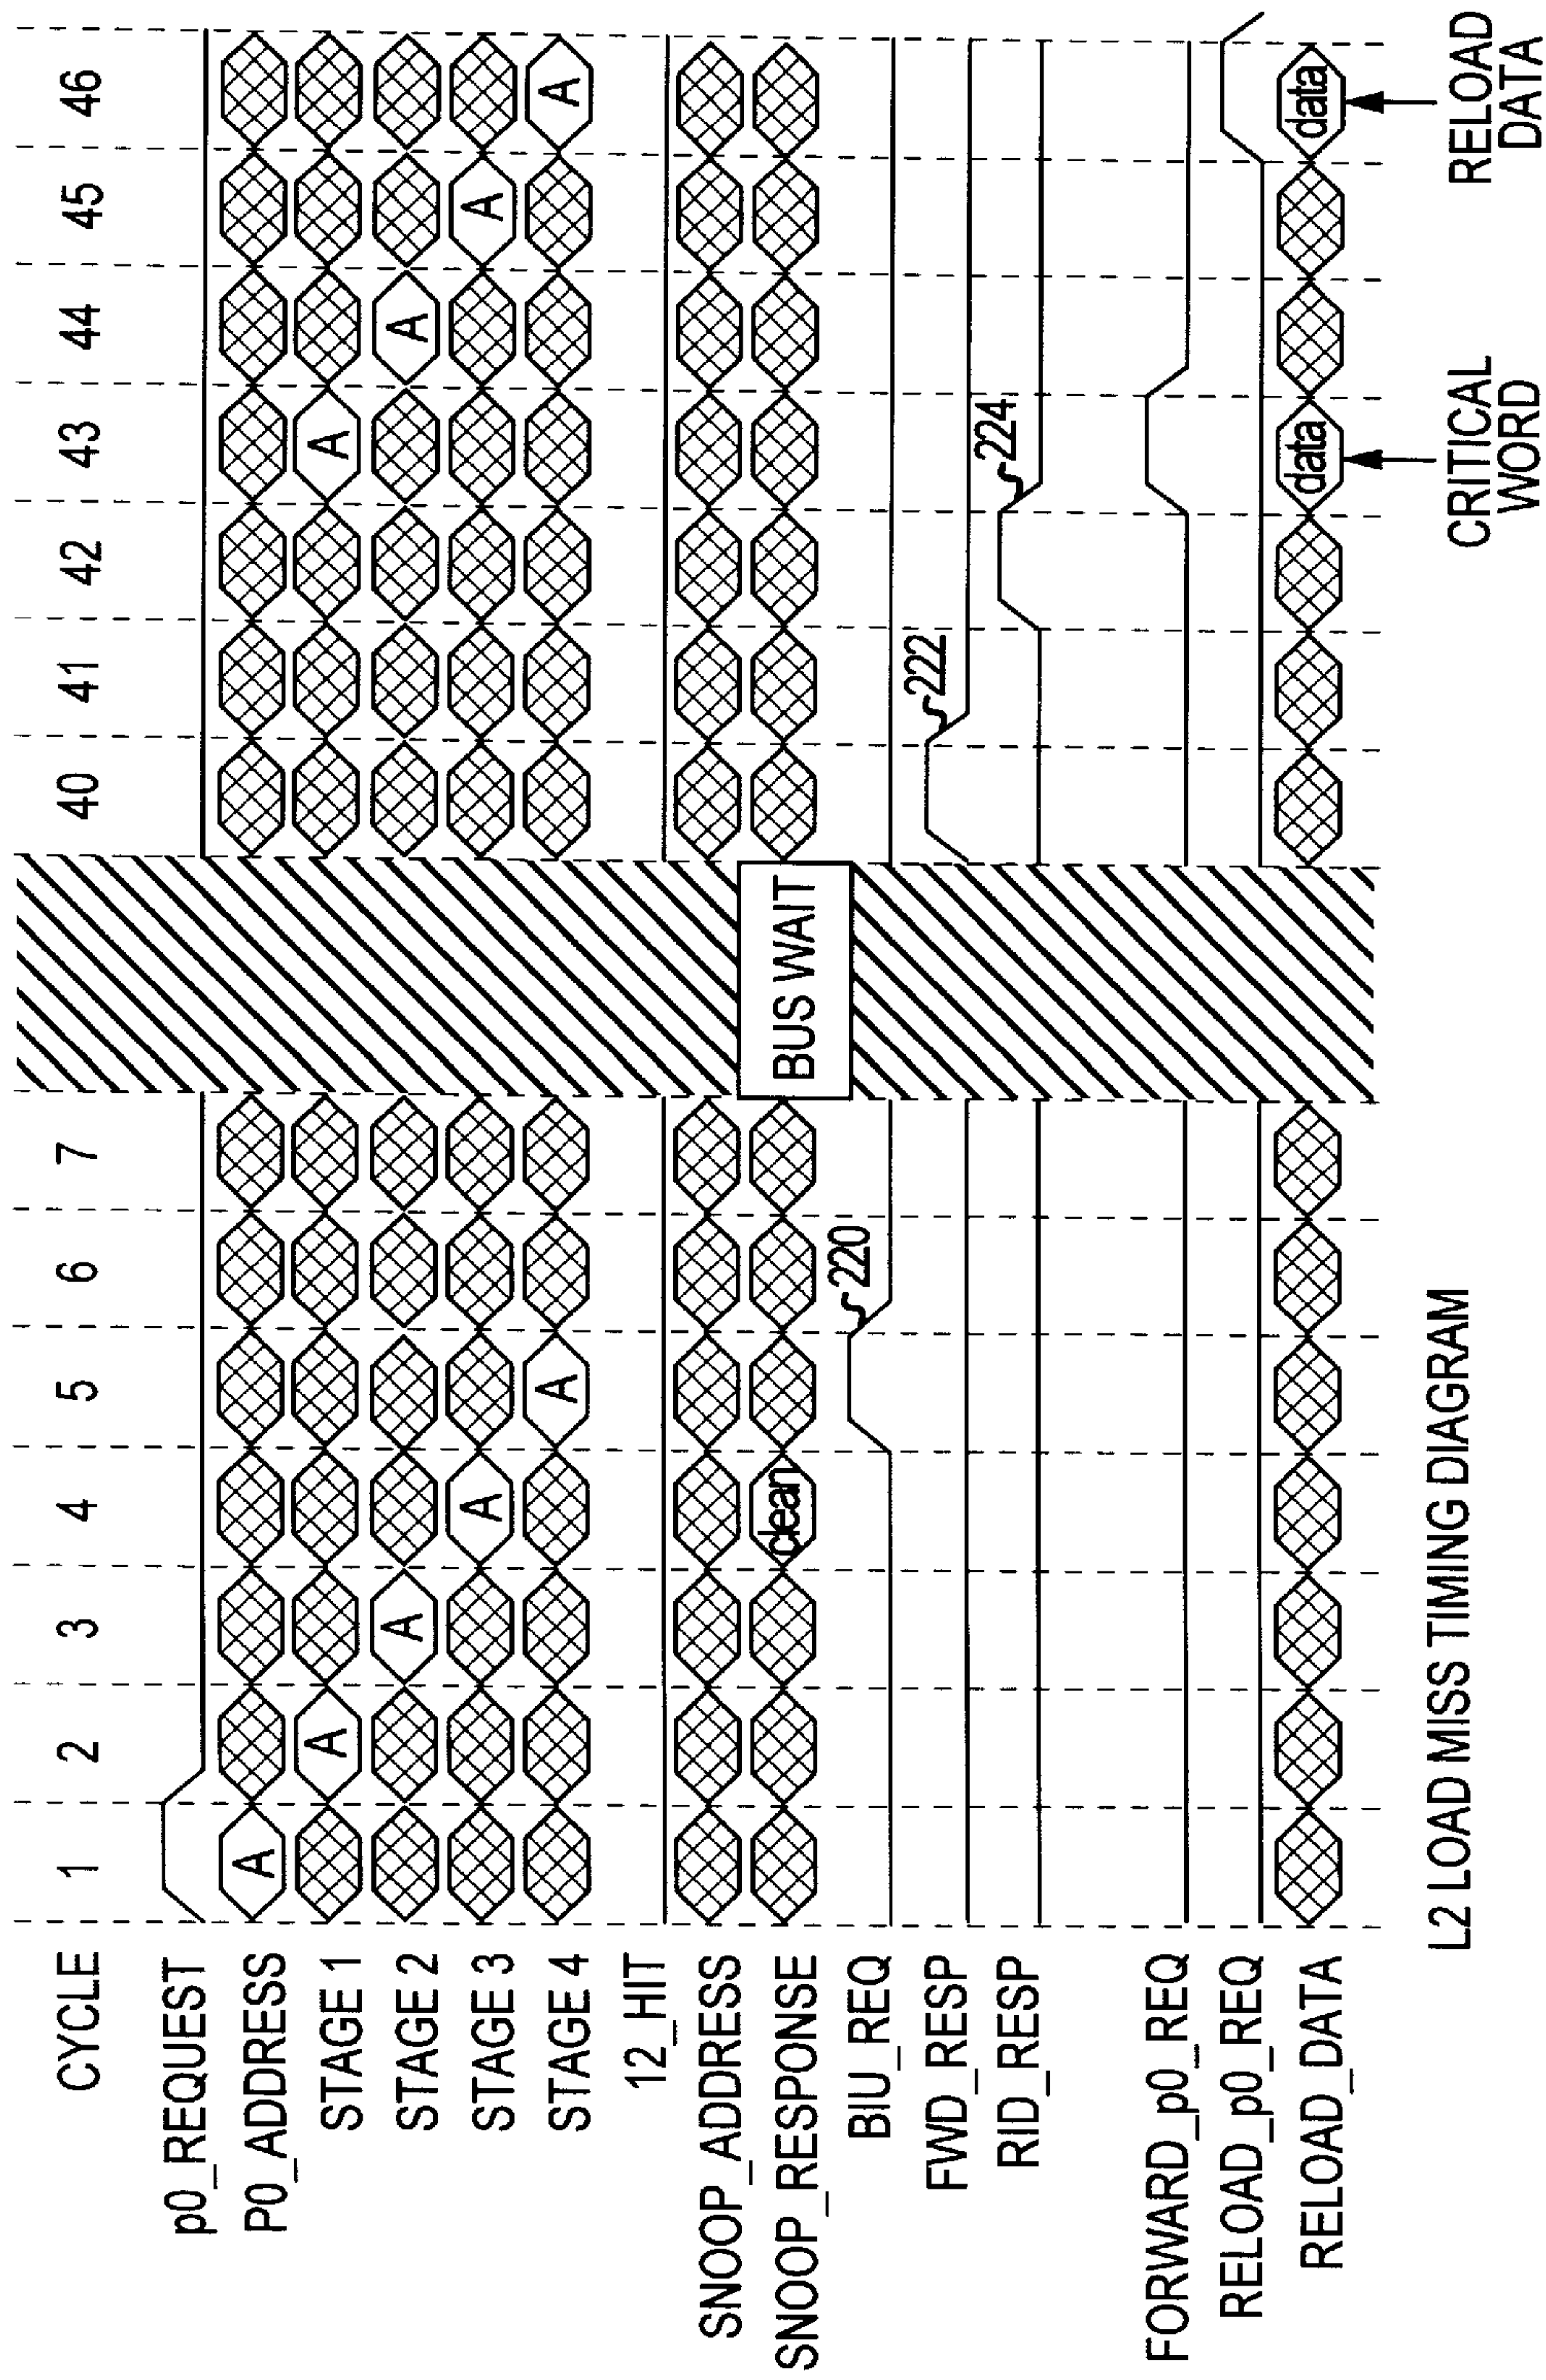 CYCLE 1 2 3 4 5 6 7 40 41 42 43 44 45 46
p0_REQUEST
P0_ADDRESS A
STAGE 1 A A
STAGE 2 A A
STAGE 3 A A
STAGE 4 A A
12_HIT
SNOOP_ADDRESS
SNOOP_RESPONSE clean BUS WAIT
BIU_REQ 220
FWD_RESP 222
RID_RESP 224
FORWARD_p0_REQ
RELOAD_p0_REQ
RELOAD_DATA data data
CRITICAL WORD
RELOAD DATA
L2 LOAD MISS TIMING DIAGRAM